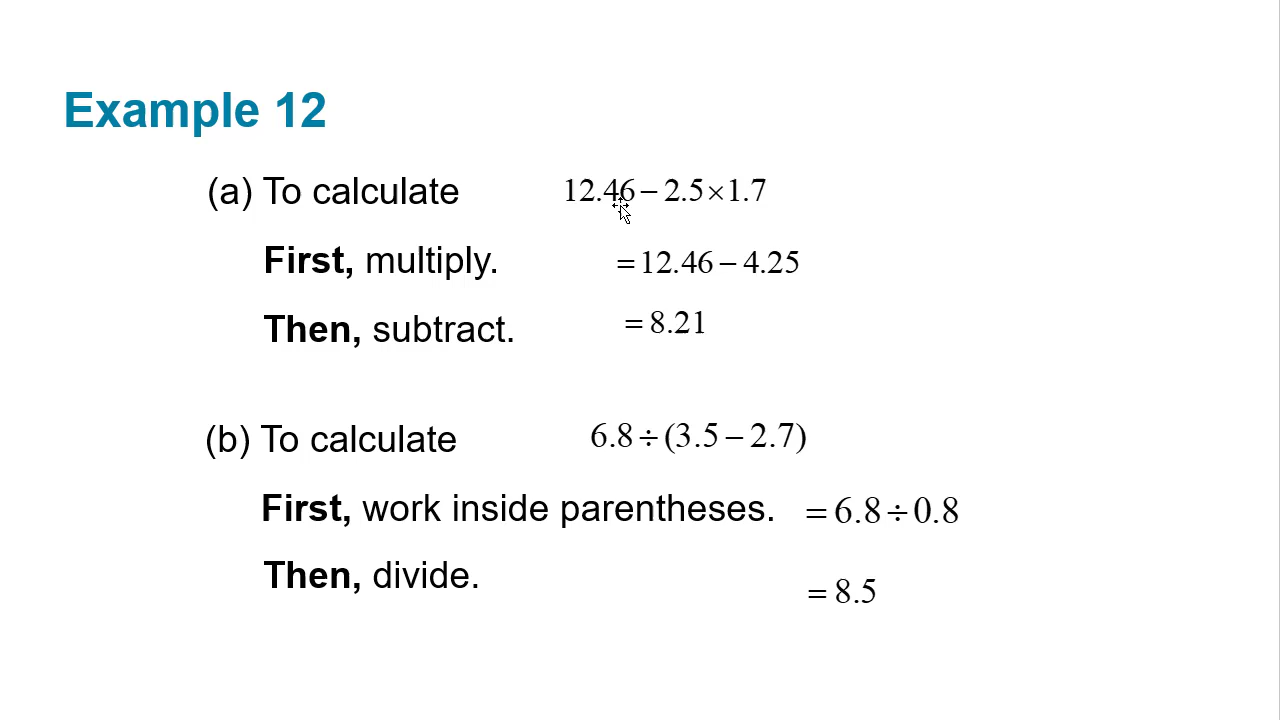 Example 12
(a) To calculate 12.46 − 2.5 × 1.7
First, multiply. = 12.46 − 4.25
Then, subtract. = 8.21
(b) To calculate 6.8 ÷ (3.5 − 2.7)
First, work inside parentheses. = 6.8 ÷ 0.8
Then, divide. = 8.5